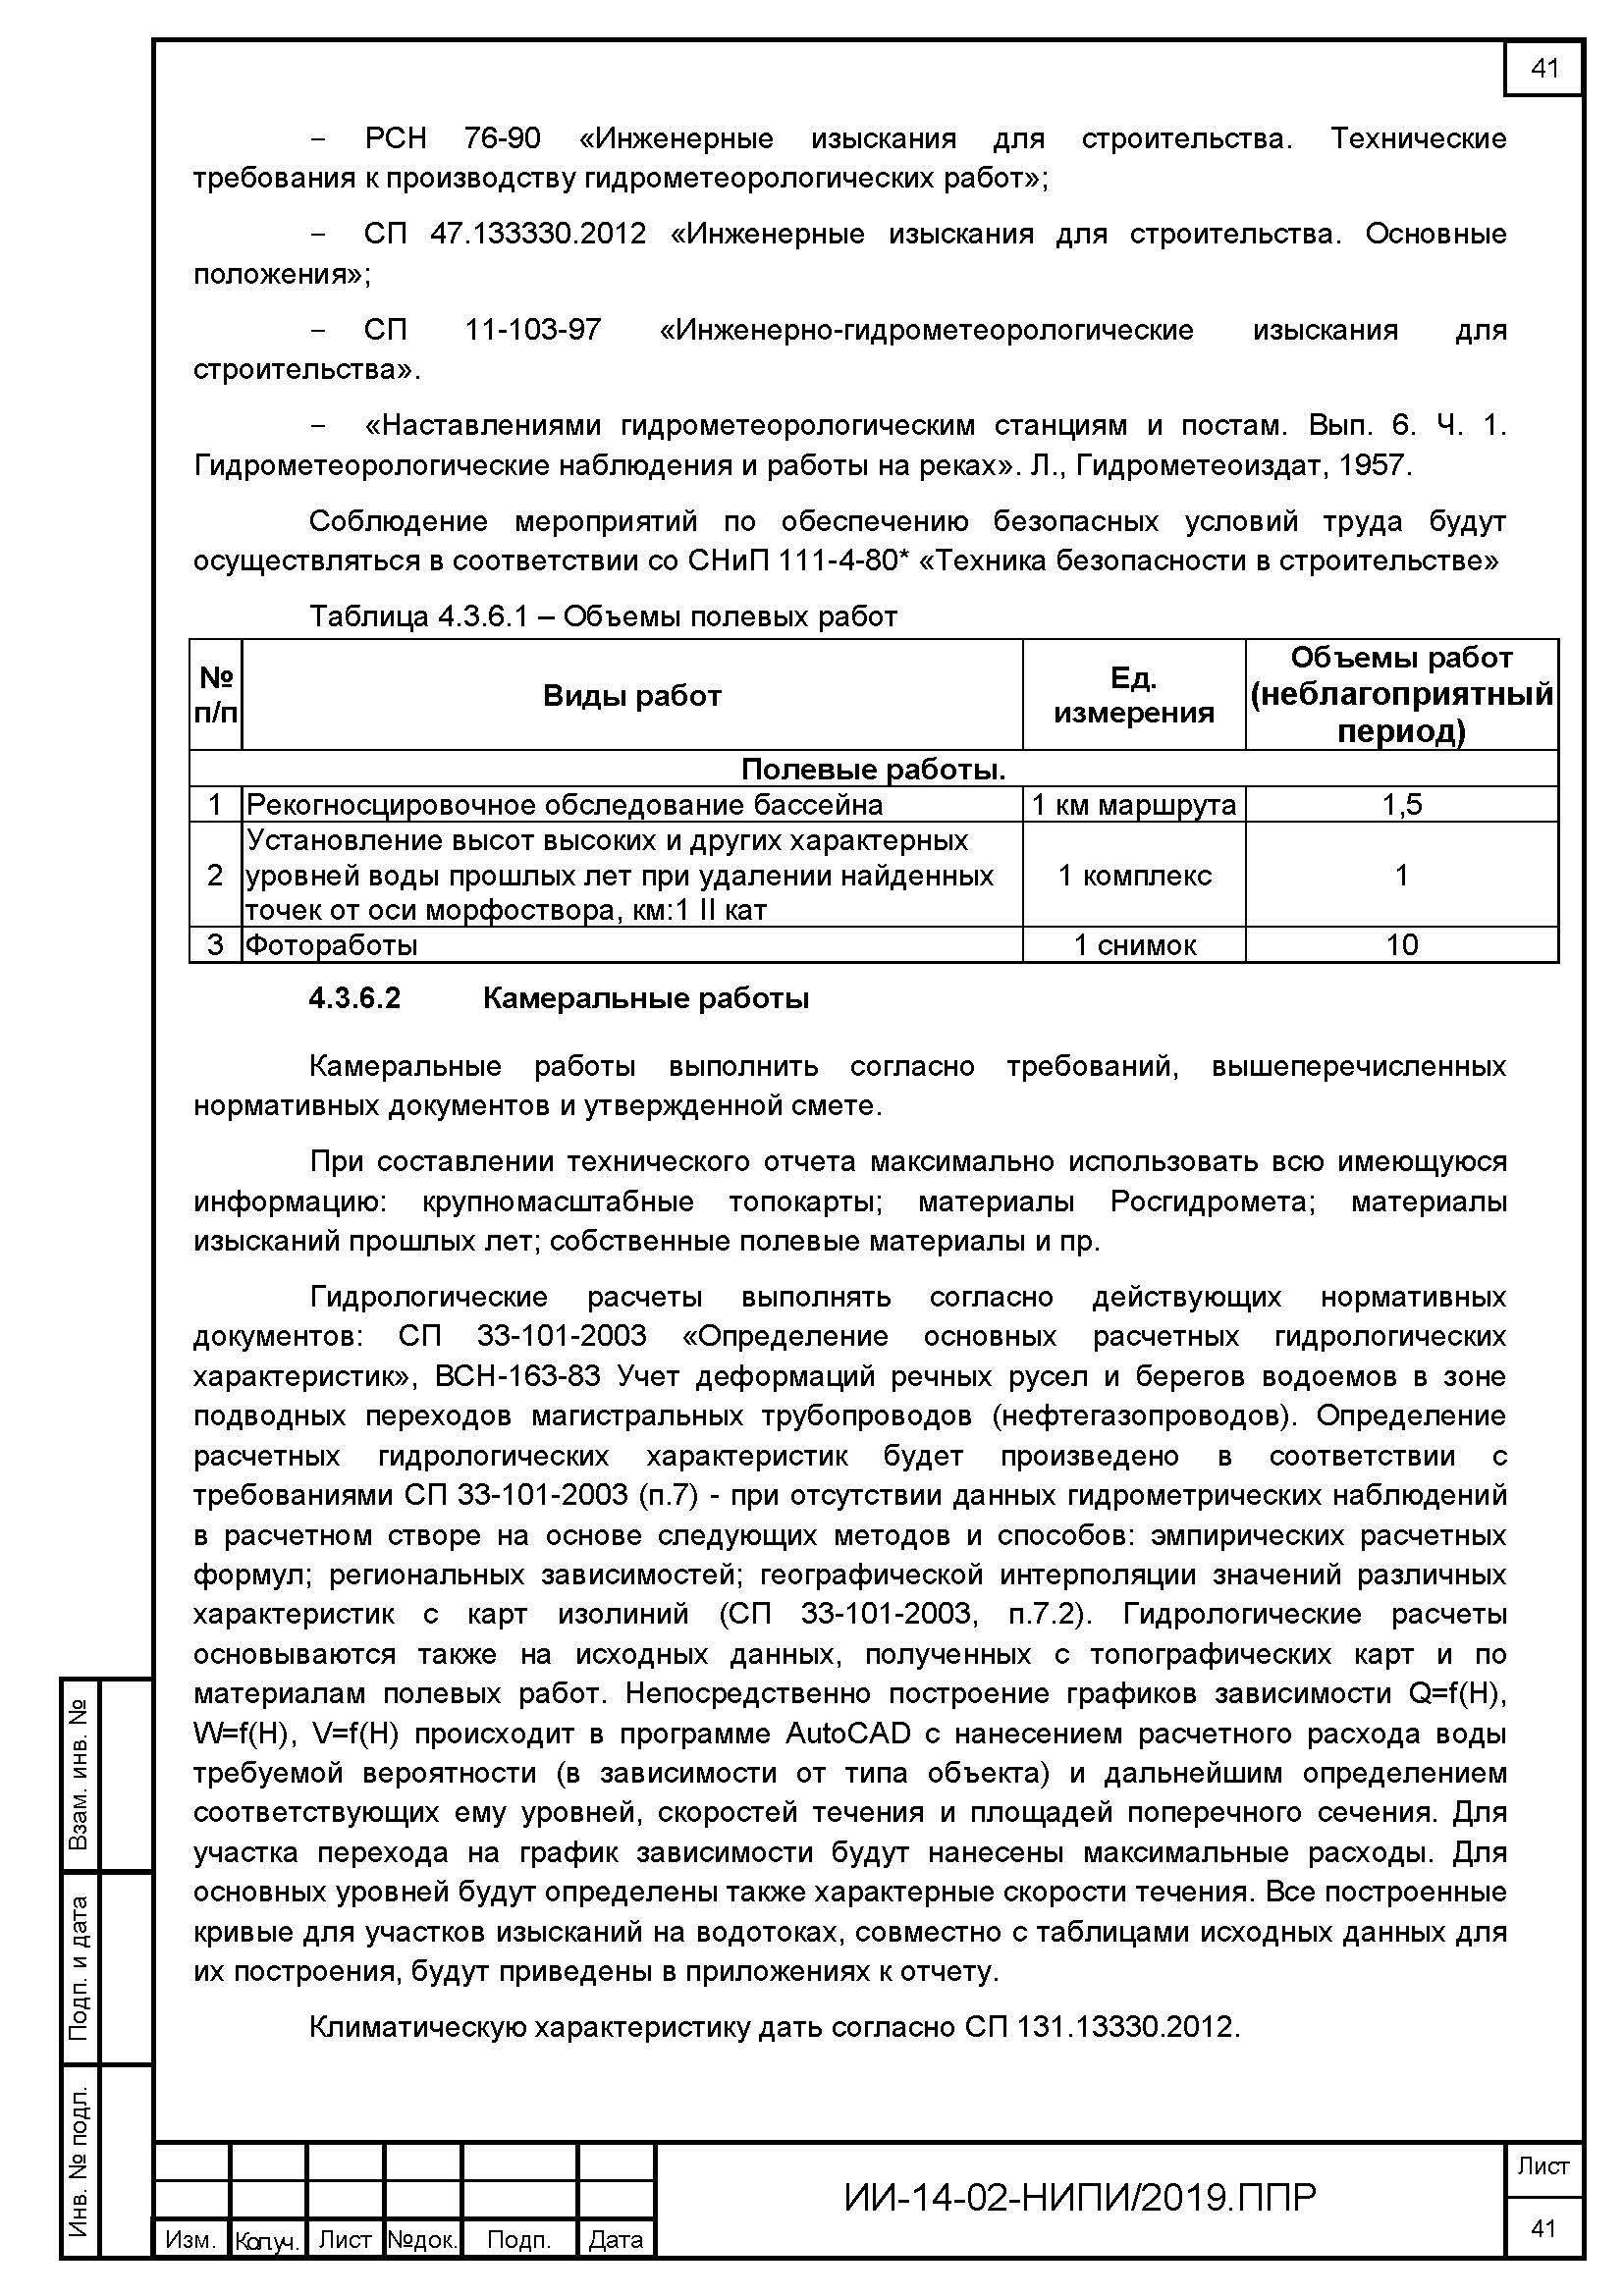 41
– РСН 76-90 «Инженерные изыскания для строительства. Технические
требования к производству гидрометеорологических работ»;
– СП 47.133330.2012 «Инженерные изыскания для строительства. Основные
положения»;
– СП 11-103-97 «Инженерно-гидрометеорологические изыскания для
строительства».
– «Наставлениями гидрометеорологическим станциям и постам. Вып. 6. Ч. 1.
Гидрометеорологические наблюдения и работы на реках». Л., Гидрометеоиздат, 1957.
Соблюдение мероприятий по обеспечению безопасных условий труда будут
осуществляться в соответствии со СНиП 111-4-80* «Техника безопасности в строительстве»
Таблица 4.3.6.1 – Объемы полевых работ
№ п/п
Виды работ
Ед. измерения
Объемы работ
(неблагоприятный
период)
Полевые работы.
1 Рекогносцировочное обследование бассейна 1 км маршрута 1,5
Установление высот высоких и других характерных
2 уровней воды прошлых лет при удалении найденных 1 комплекс 1
точек от оси морфоствора, км:1 II кат
3 Фотоработы 1 снимок 10
4.3.6.2 Камеральные работы
Камеральные работы выполнить согласно требований, вышеперечисленных
нормативных документов и утвержденной смете.
При составлении технического отчета максимально использовать всю имеющуюся
информацию: крупномасштабные топокарты; материалы Росгидромета; материалы
изысканий прошлых лет; собственные полевые материалы и пр.
Гидрологические расчеты выполнять согласно действующих нормативных
документов: СП 33-101-2003 «Определение основных расчетных гидрологических
характеристик», ВСН-163-83 Учет деформаций речных русел и берегов водоемов в зоне
подводных переходов магистральных трубопроводов (нефтегазопроводов). Определение
расчетных гидрологических характеристик будет произведено в соответствии с
требованиями СП 33-101-2003 (п.7) - при отсутствии данных гидрометрических наблюдений
в расчетном створе на основе следующих методов и способов: эмпирических расчетных
формул; региональных зависимостей; географической интерполяции значений различных
характеристик с карт изолиний (СП 33-101-2003, п.7.2). Гидрологические расчеты
основываются также на исходных данных, полученных с топографических карт и по
материалам полевых работ. Непосредственно построение графиков зависимости Q=f(H),
W=f(H), V=f(H) происходит в программе AutoCAD с нанесением расчетного расхода воды
требуемой вероятности (в зависимости от типа объекта) и дальнейшим определением
соответствующих ему уровней, скоростей течения и площадей поперечного сечения. Для
участка перехода на график зависимости будут нанесены максимальные расходы. Для
основных уровней будут определены также характерные скорости течения. Все построенные
кривые для участков изысканий на водотоках, совместно с таблицами исходных данных для
их построения, будут приведены в приложениях к отчету.
Климатическую характеристику дать согласно СП 131.13330.2012.
Взам. инв. №
Подп. и дата
Инв. № подл.
Изм. Кол.уч. Лист №док. Подп. Дата
ИИ-14-02-НИПИ/2019.ППР
Лист
41